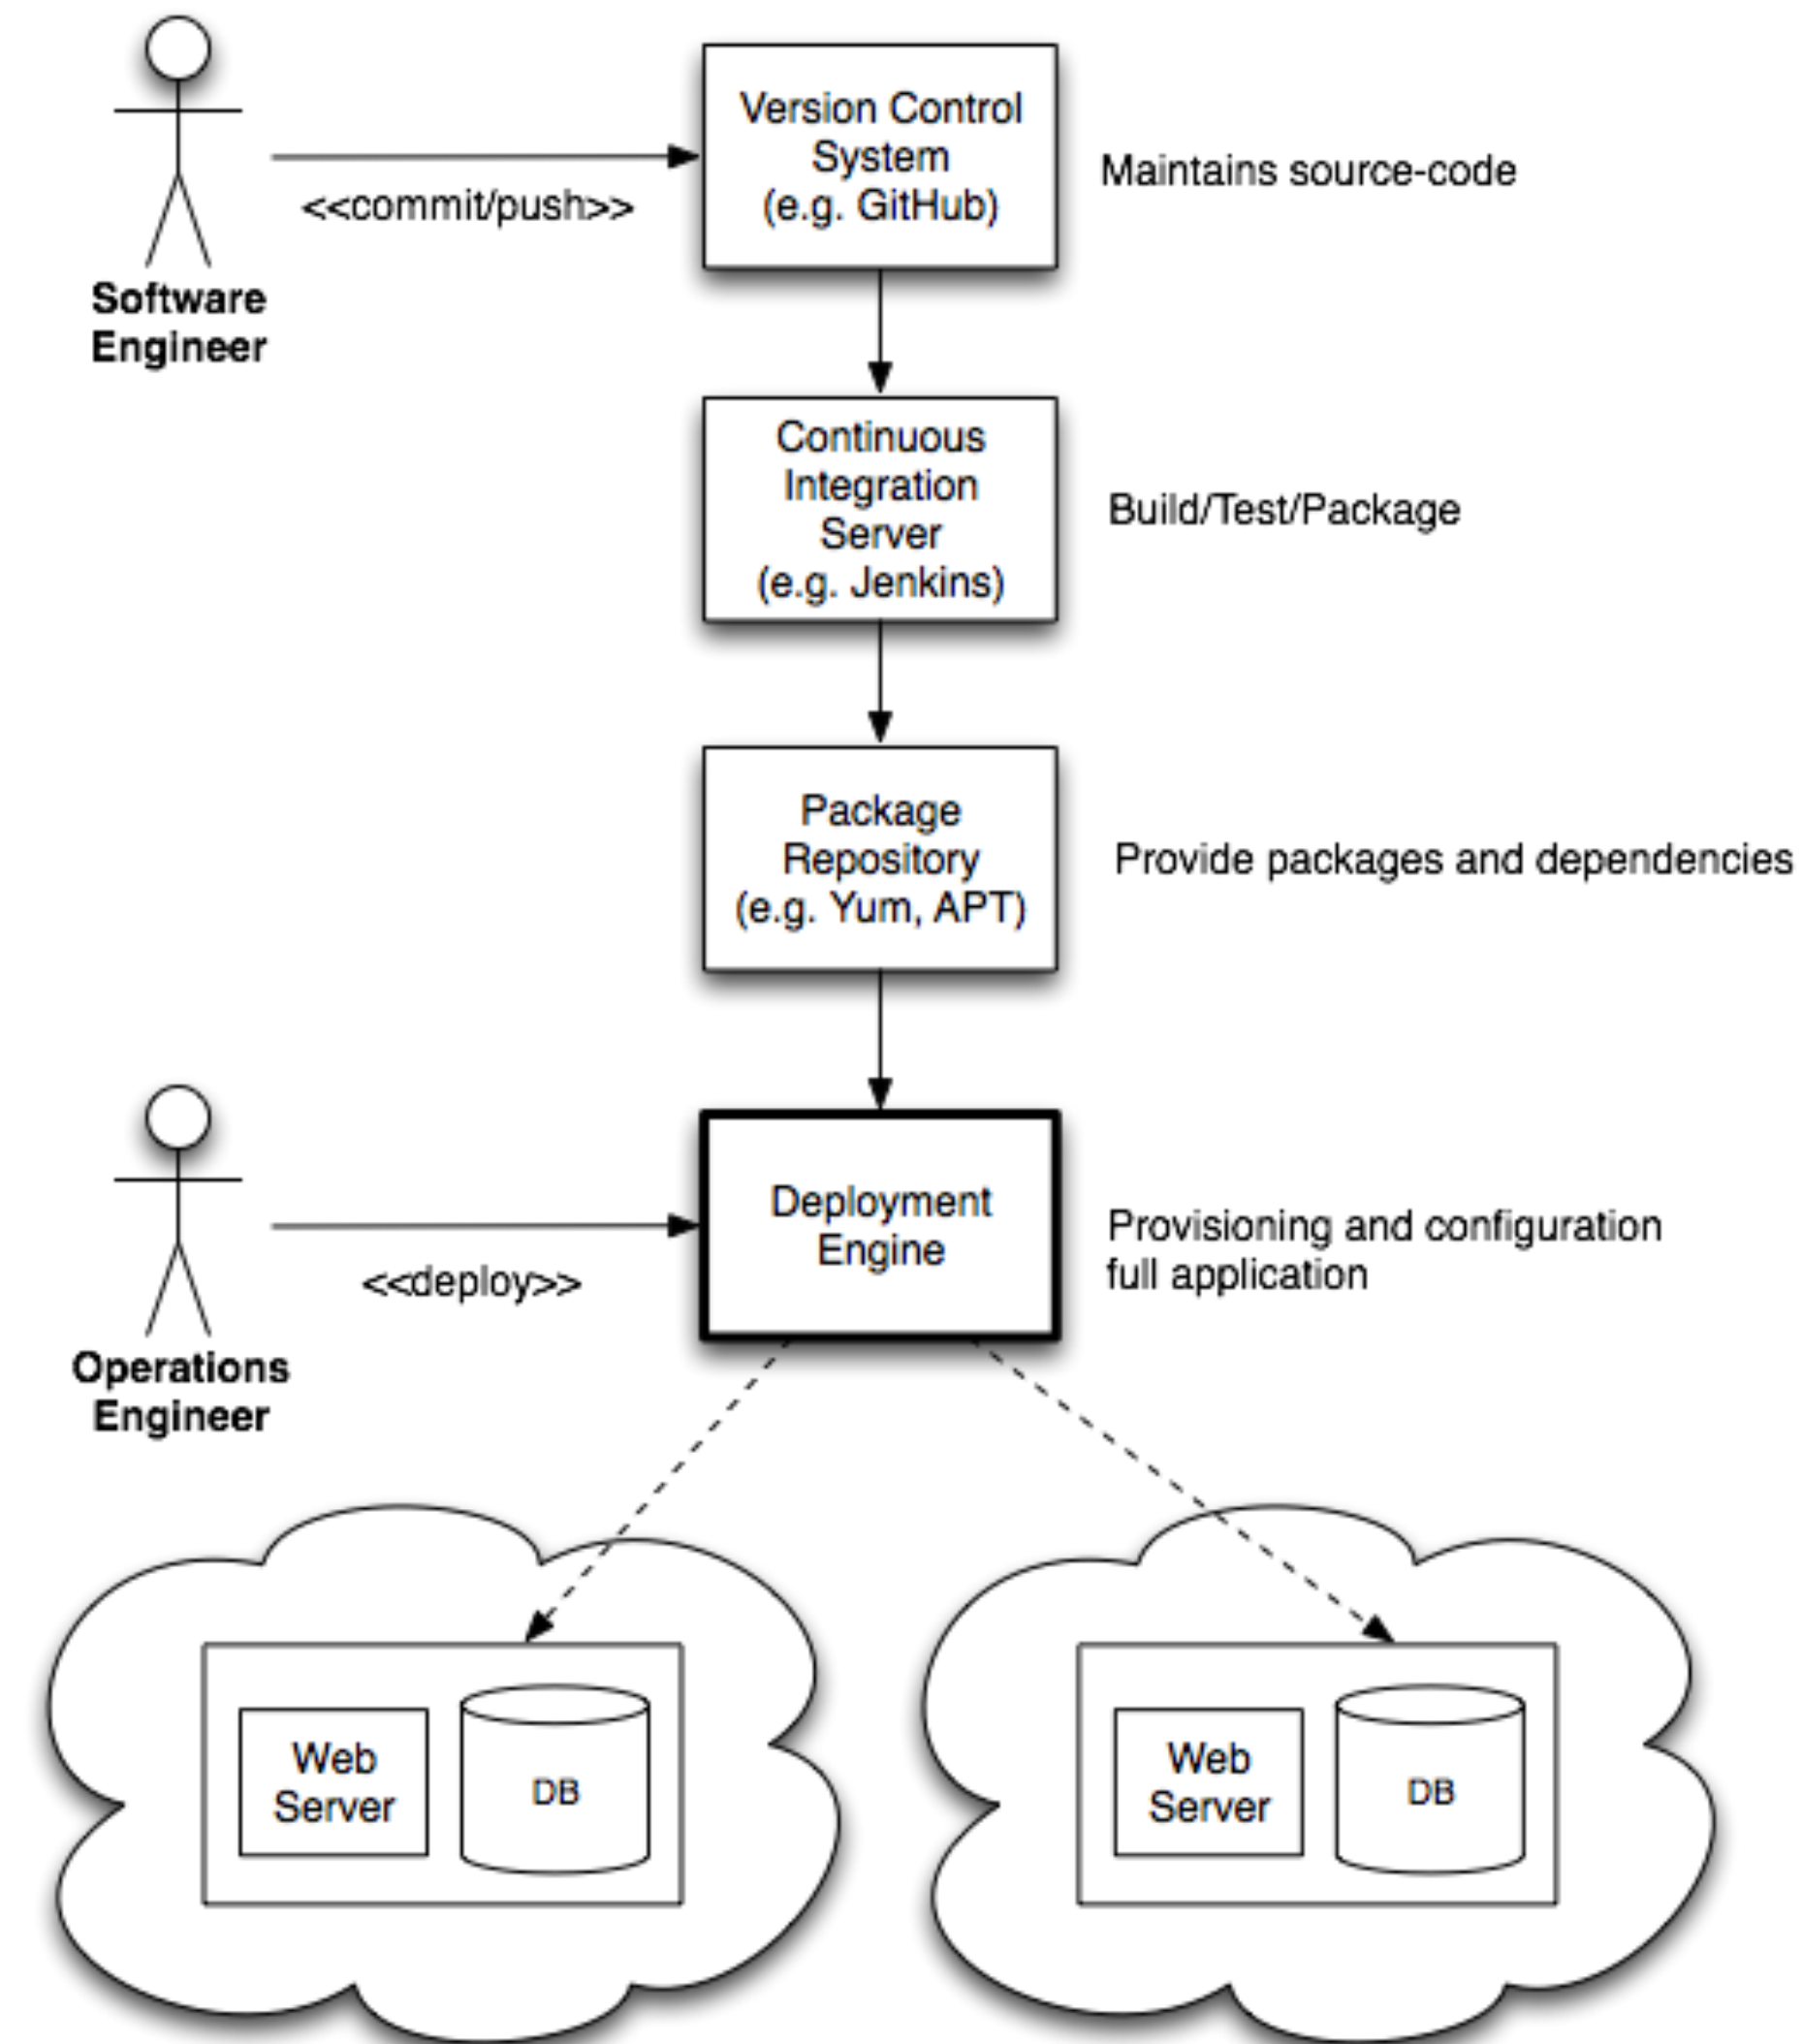 Version Control
System
(e.g. GitHub)
Maintains source-code
<<commit/push>>
Software
Engineer
Continuous
Integration
Server
(e.g. Jenkins)
Build/Test/Package
Package
Repository
(e.g. Yum, APT)
Provide packages and dependencies
Deployment
Engine
Provisioning and configuration
full application
<<deploy>>
Operations
Engineer
Web
Server
DB
Web
Server
DB